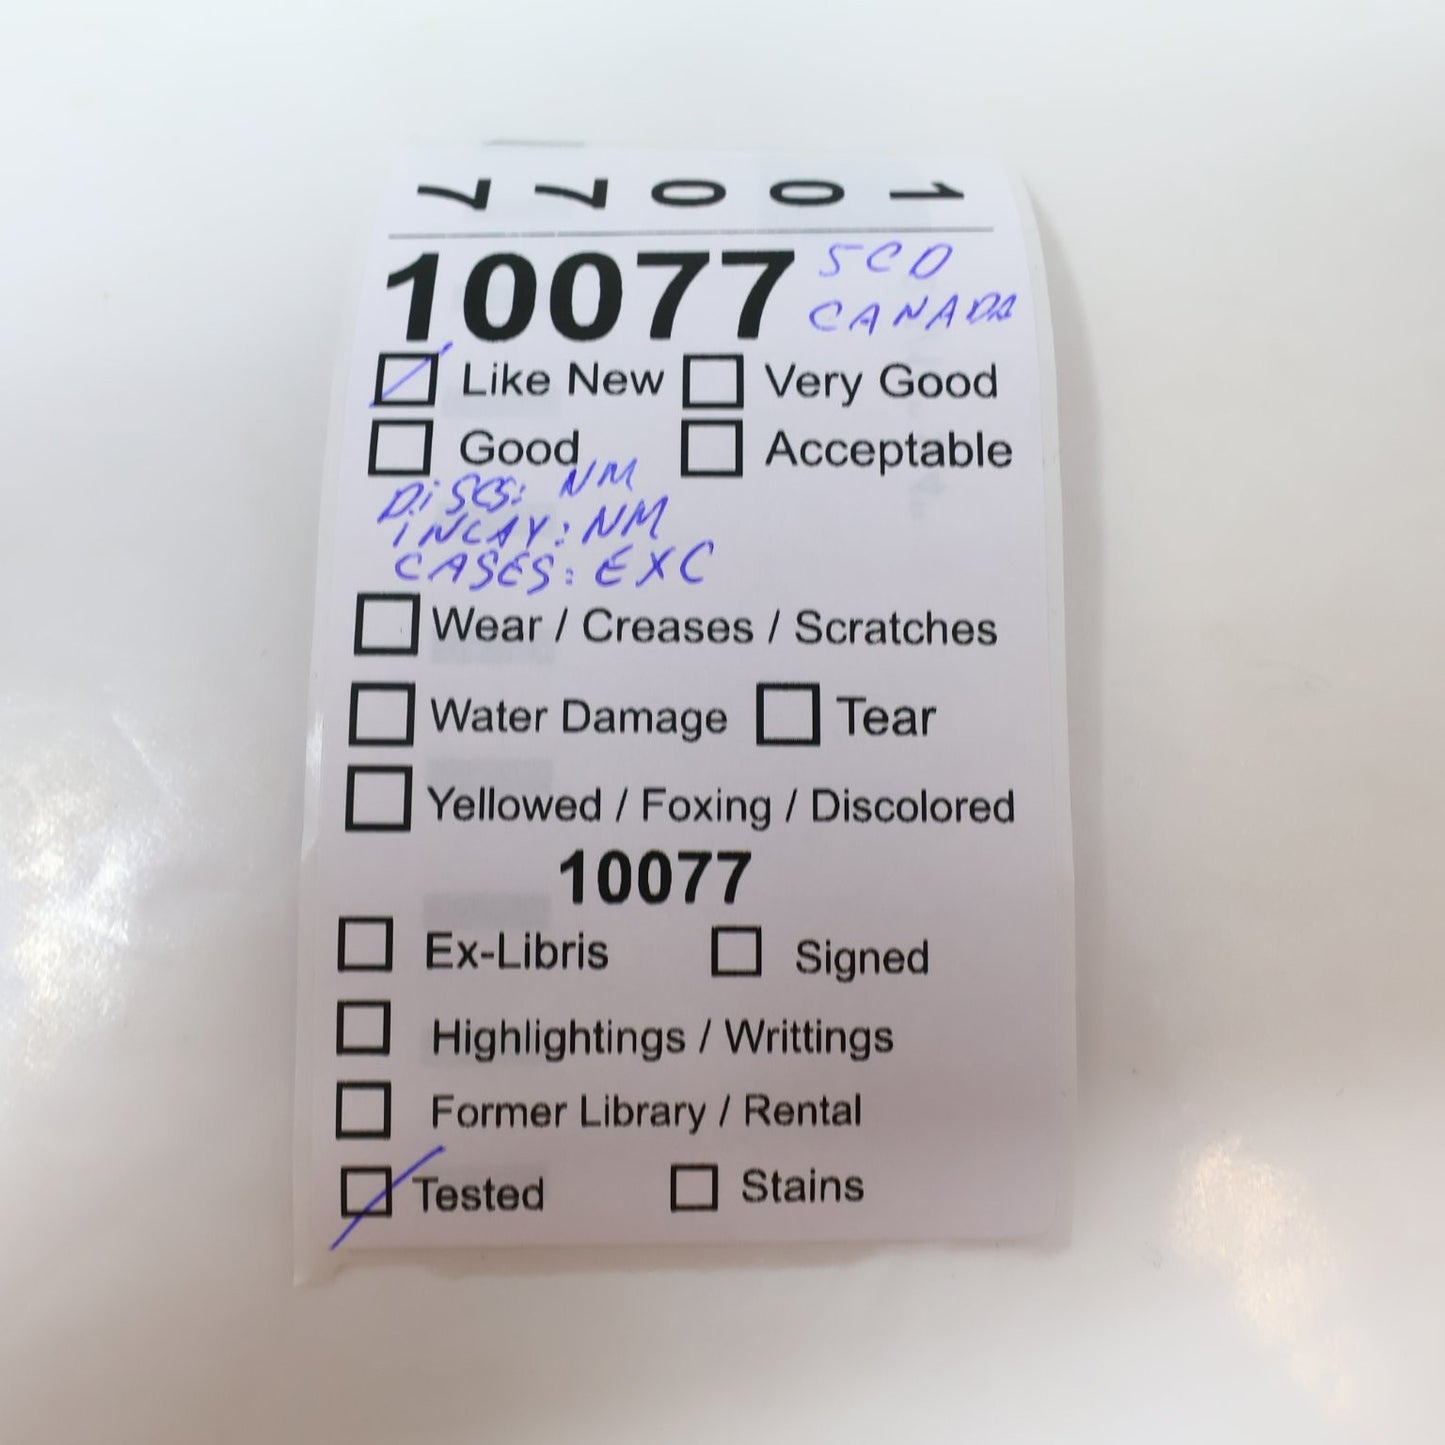 10077
10077 5CD
CANADA
Like New Very Good
Good Acceptable
DiSCS: NM
INLAY: NM
CASES: EXC
Wear / Creases / Scratches
Water Damage Tear
Yellowed / Foxing / Discolored
10077
Ex-Libris Signed
Highlightings / Writtings
Former Library / Rental
Tested Stains